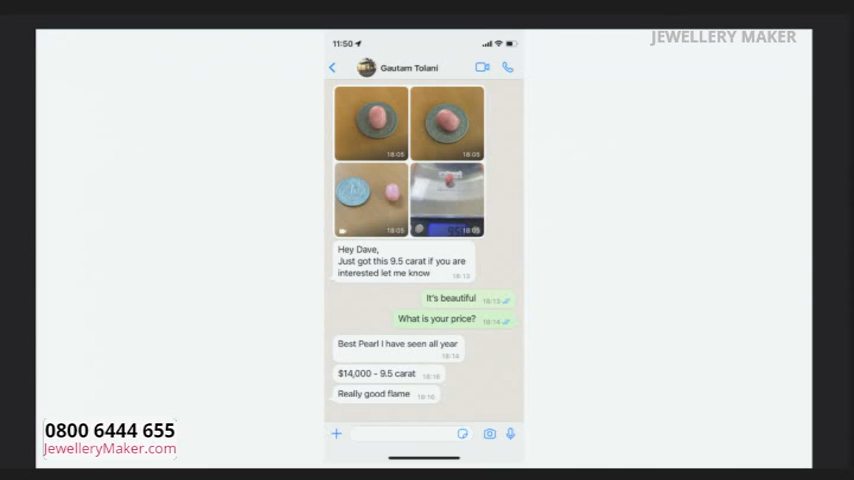 JEWELLERY MAKER
11:50
Gautam Tolani
18:05
18:05
18:05
18:05
Hey Dave,
Just got this 9.5 carat if you are
interested let me know 18:13
It's beautiful 18:13
What is your price? 18:14
Best Pearl I have seen all year
18:14
$14,000 - 9.5 carat 18:16
Really good flame 18:16
0800 6444 655
JewelleryMaker.com